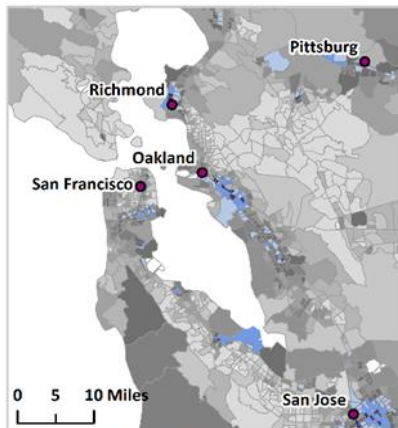 Pittsburg
Richmond
Oakland
San Francisco
San Jose
0 5 10 Miles